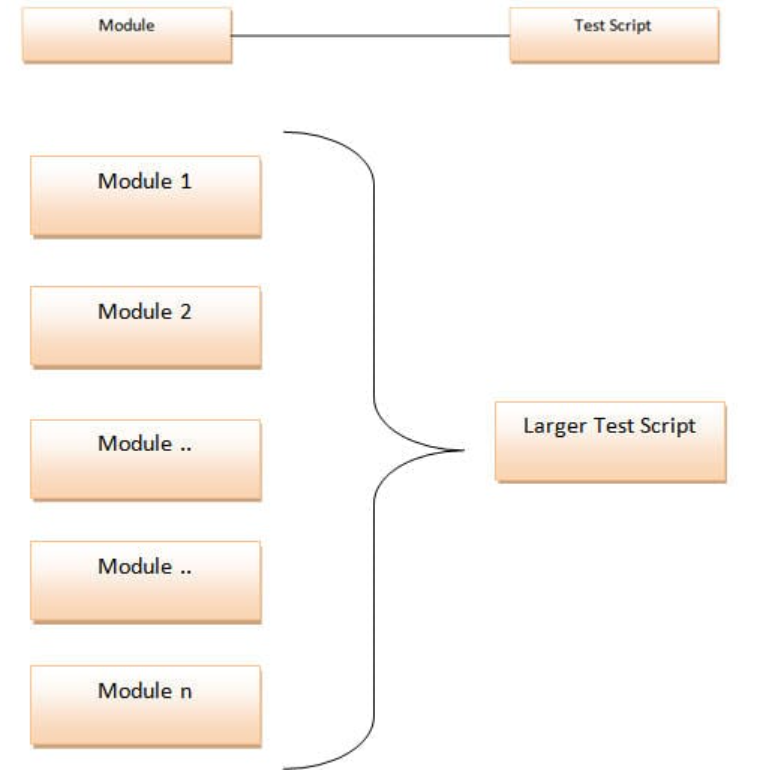 Module
Test Script
Module 1
Module 2
Module ..
Larger Test Script
Module ..
Module n